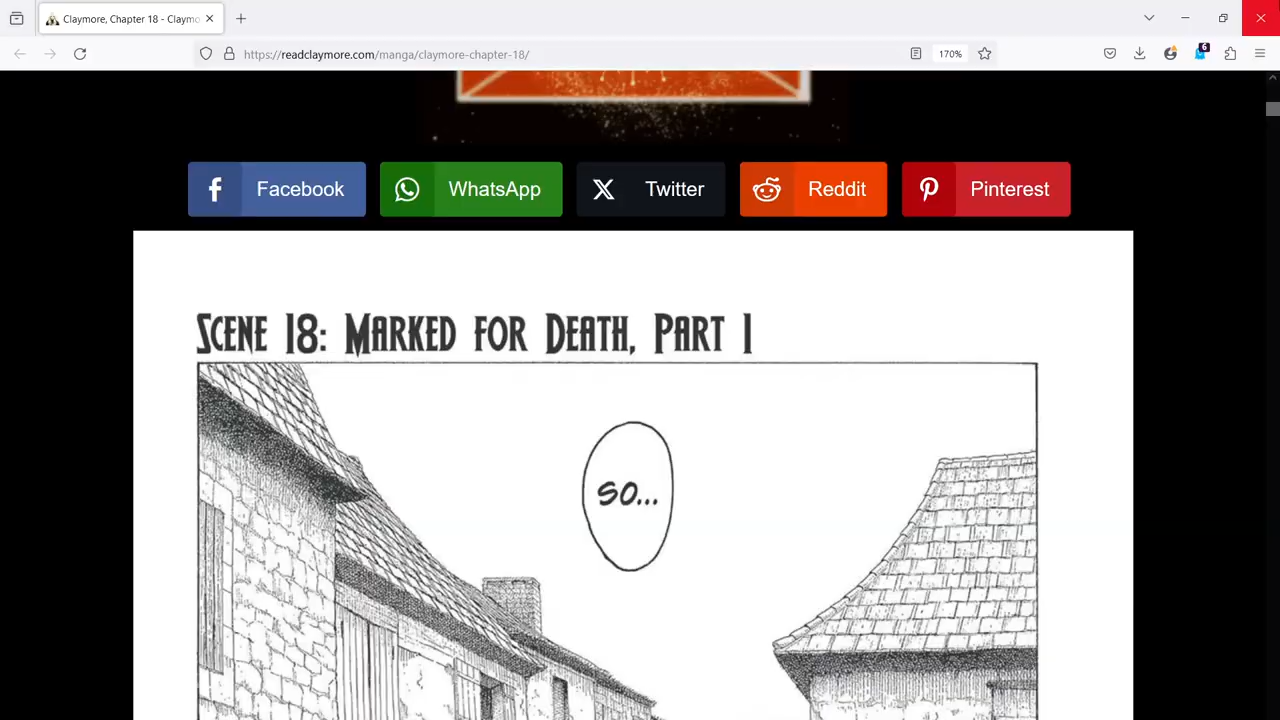 Claymore, Chapter 18 - Claymo
https://readclaymore.com/manga/claymore-chapter-18/
170%
6
Facebook
WhatsApp
Twitter
Reddit
Pinterest
Scene 18: Marked for Death, Part 1
SO...